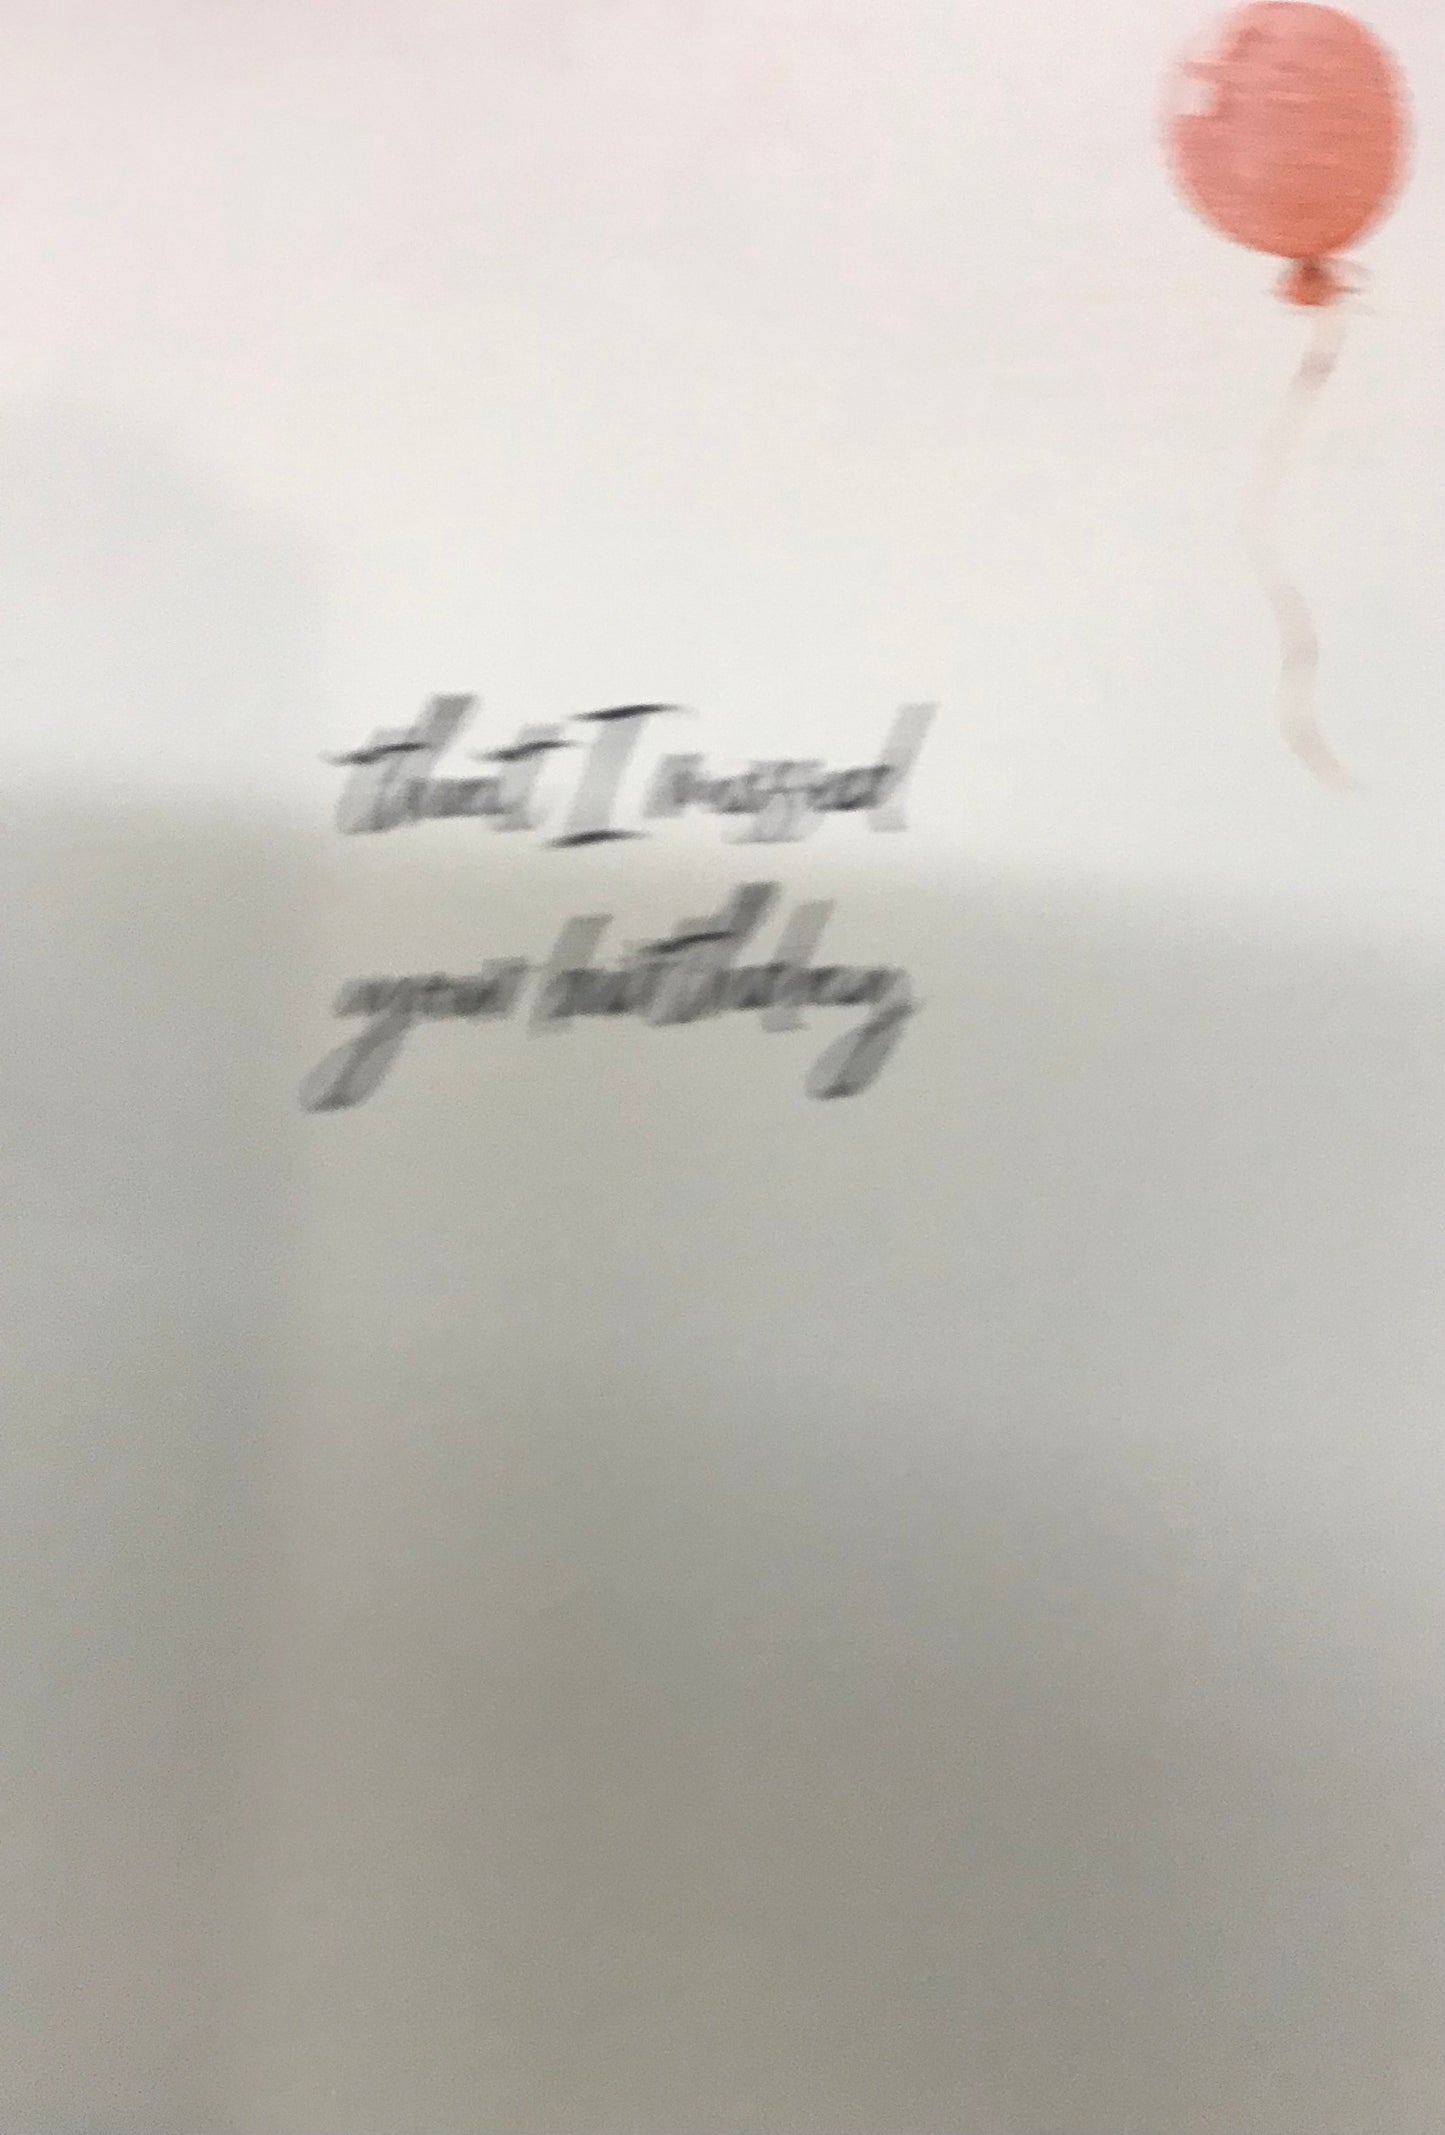 that I missed
your birthday